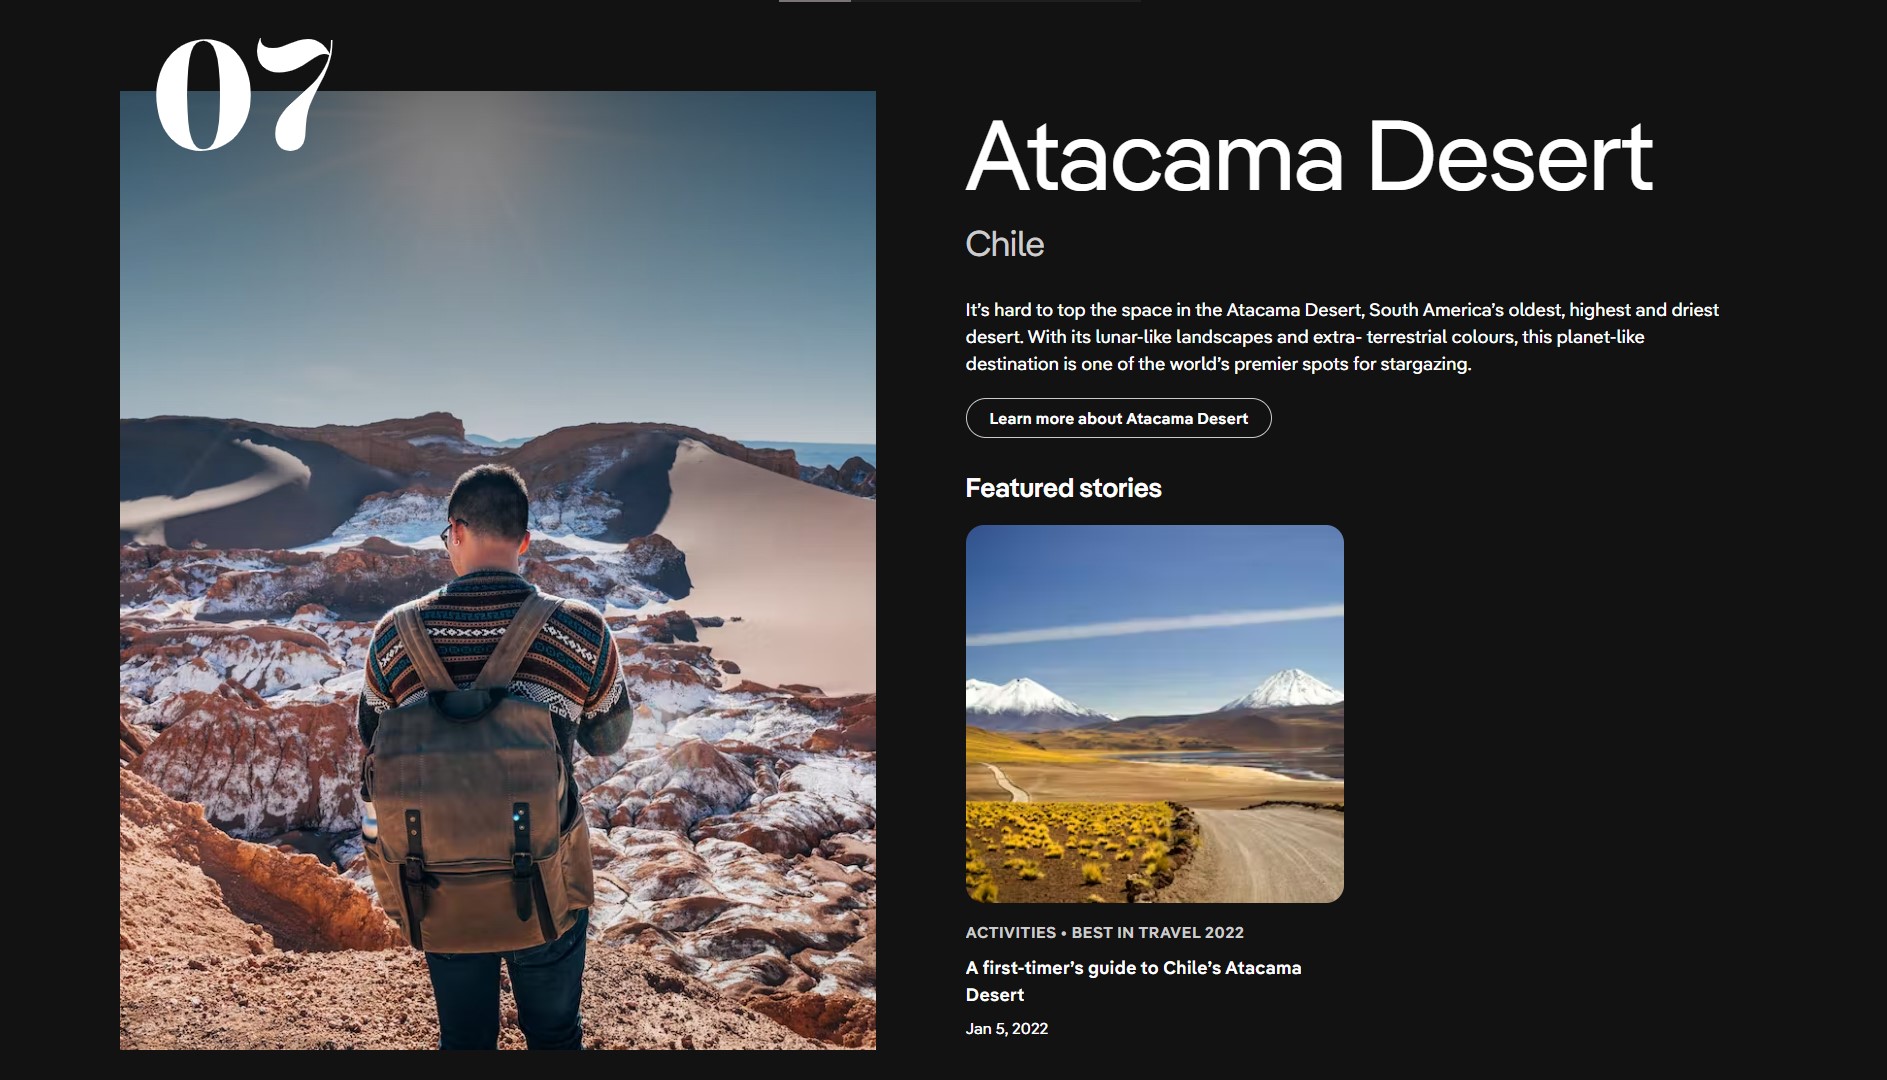 07
Atacama Desert
Chile
It’s hard to top the space in the Atacama Desert, South America’s oldest, highest and driest
desert. With its lunar-like landscapes and extra- terrestrial colours, this planet-like
destination is one of the world’s premier spots for stargazing.
Learn more about Atacama Desert
Featured stories
ACTIVITIES • BEST IN TRAVEL 2022
A first-timer’s guide to Chile’s Atacama
Desert
Jan 5, 2022